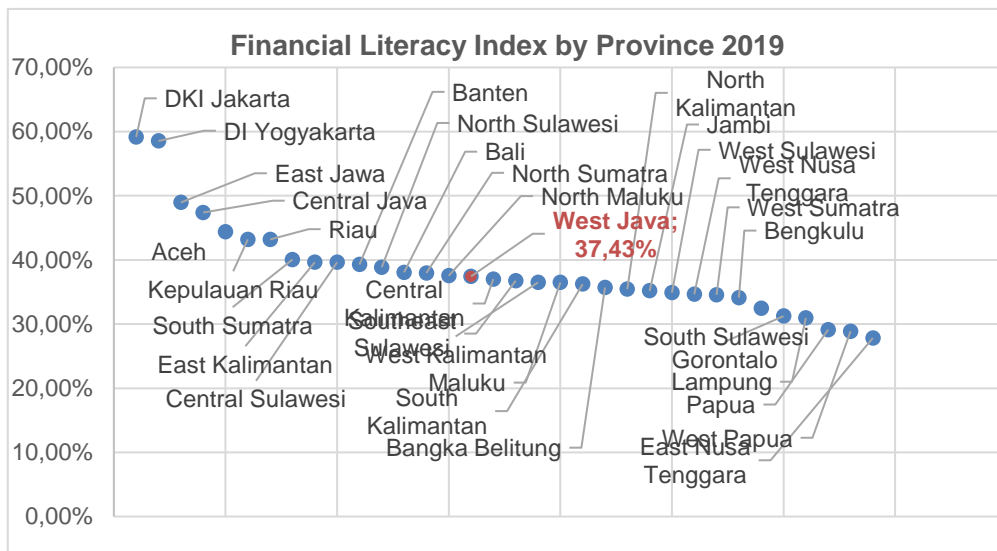 Financial Literacy Index by Province 2019
70,00%
60,00%
50,00%
40,00%
30,00%
20,00%
10,00%
0,00%
DKI Jakarta
DI Yogyakarta
East Jawa
Central Java
Aceh
Riau
Kepulauan Riau
South Sumatra
East Kalimantan
Central Sulawesi
Banten
North Sulawesi
Bali
North Sumatra
North Maluku
West Java;
37,43%
Central
Kalimantan
Southeast
Sulawesi
West Kalimantan
Maluku
South
Kalimantan
Bangka Belitung
North
Kalimantan
Jambi
West Sulawesi
West Nusa
Tenggara
West Sumatra
Bengkulu
South Sulawesi
Gorontalo
Lampung
Papua
West Papua
East Nusa
Tenggara